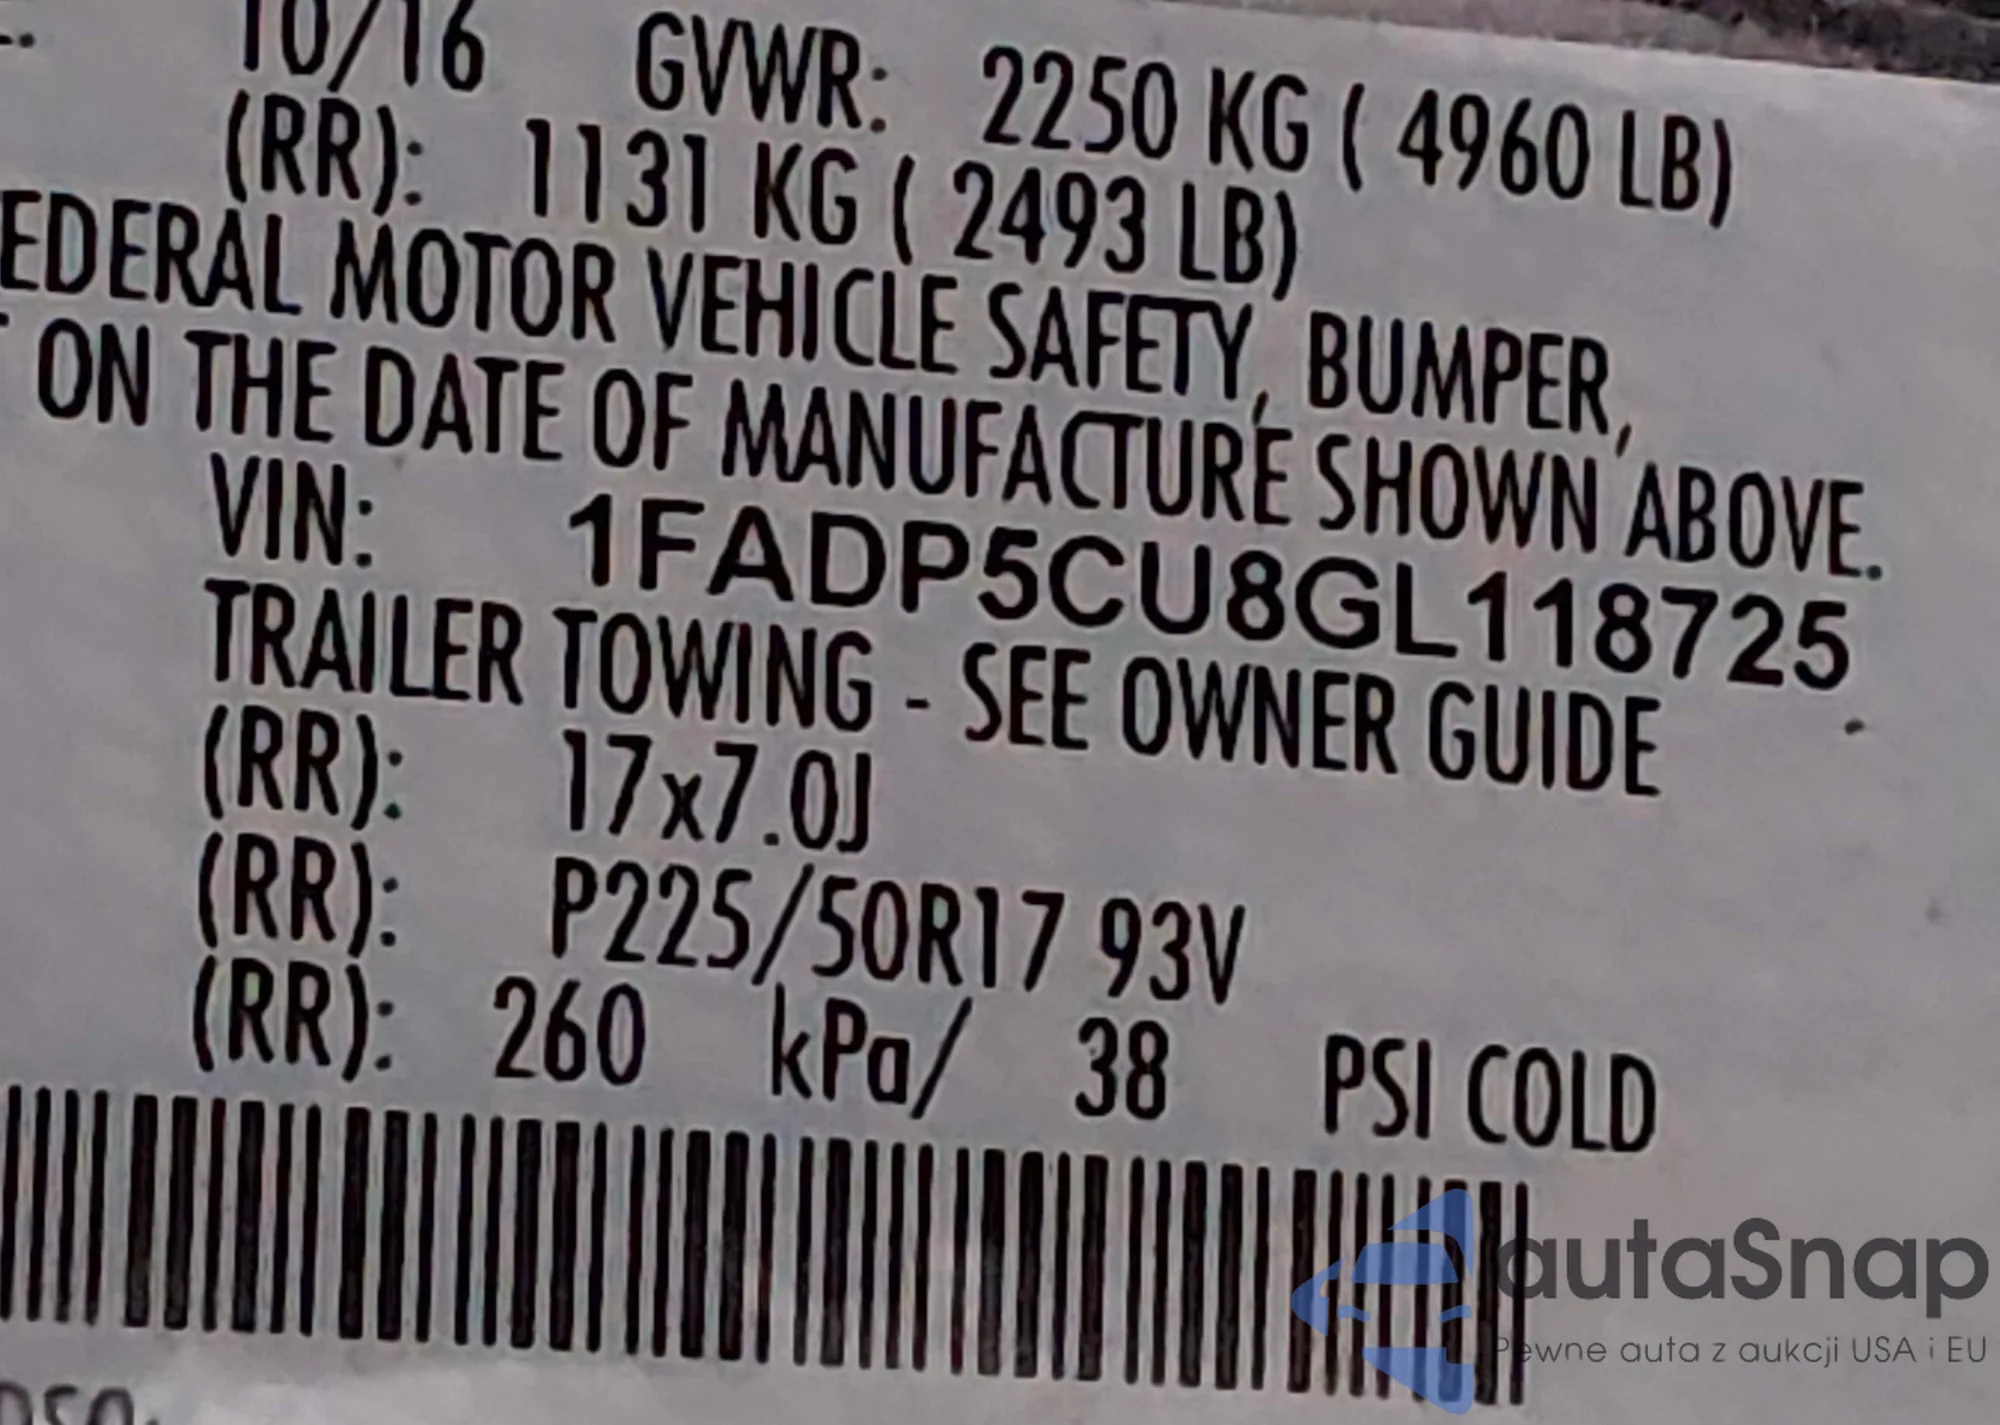 10/16 GVWR: 2250 KG ( 4960 LB)
(RR): 1131 KG ( 2493 LB)
EDERAL MOTOR VEHICLE SAFETY, BUMPER,
ON THE DATE OF MANUFACTURE SHOWN ABOVE.
VIN: 1FADP5CU8GL118725
TRAILER TOWING - SEE OWNER GUIDE
(RR): 17x7.0J
(RR): P225/50R17 93V
(RR): 260 kPa/ 38 PSI COLD
autaSnap
Pewne auta z aukcji USA i EU